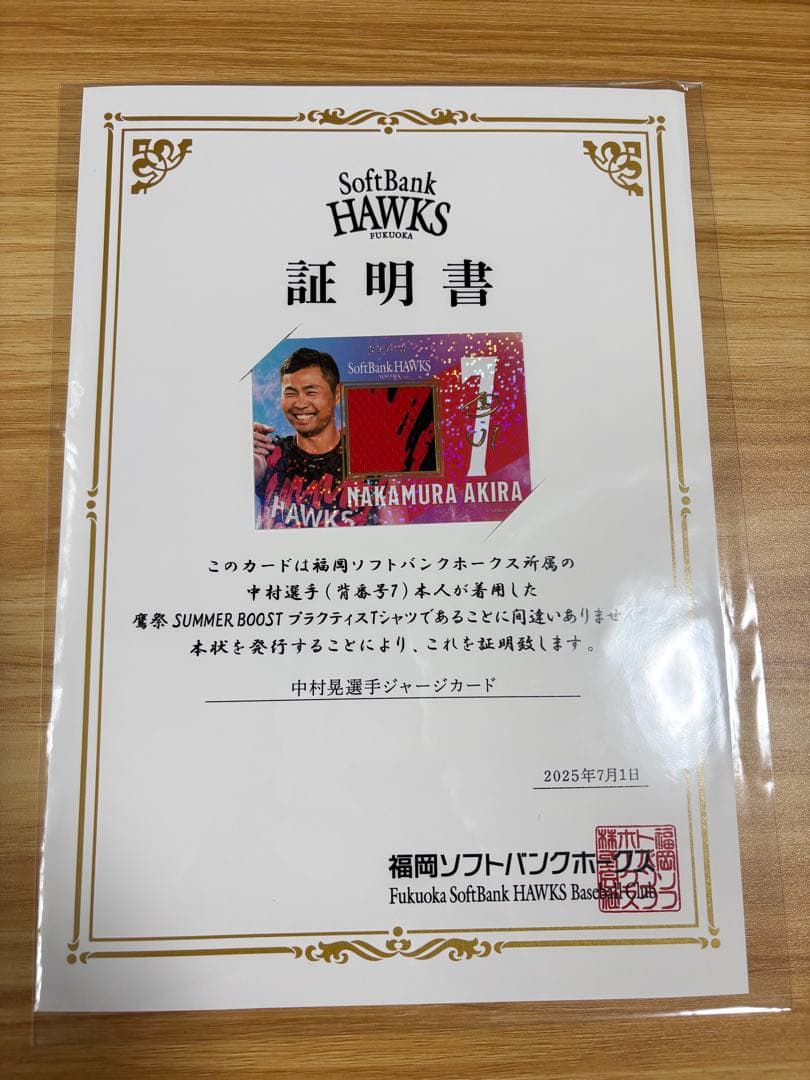 SoftBank
HAWKS
FUKUOKA
証明書
SoftBank HAWKS
7
NAKAMURA AKIRA
HAWKS
このカードは福岡ソフトバンクホークス所属の
中村選手(背番号7)本人が着用した
鷹祭 SUMMER BOOST プラクティスTシャツであることに間違いありません
本状を発行することにより、これを証明致します。
中村晃選手ジャージカード
2025年7月1日
福岡ソフトバンクホークス
Fukuoka SoftBank HAWKS Baseball Club